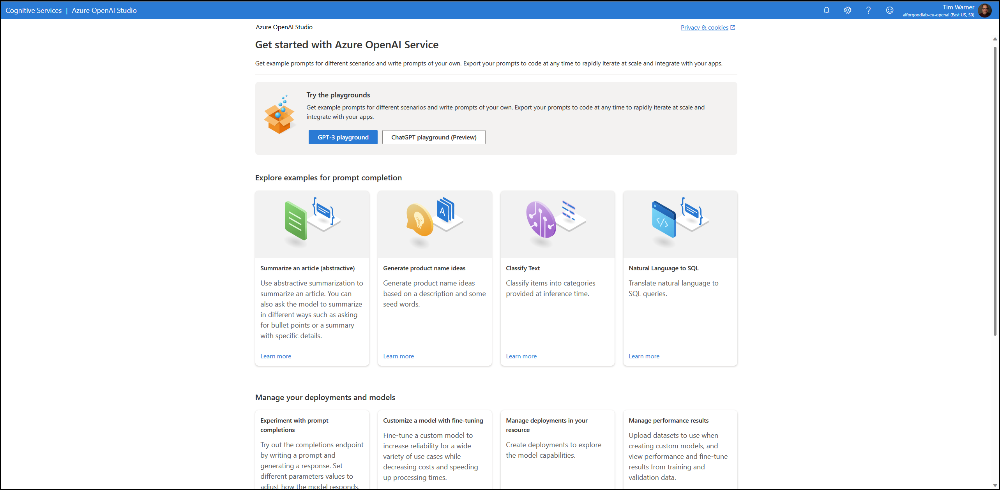 Cognitive Services | Azure OpenAI Studio
Tim Warner
aiforgoodlab-eu-openai (East US, S0)
Azure OpenAI Studio
Privacy & cookies
Get started with Azure OpenAI Service
Get example prompts for different scenarios and write prompts of your own. Export your prompts to code at any time to rapidly iterate at scale and integrate with your apps.
Try the playgrounds
Get example prompts for different scenarios and write prompts of your own. Export your prompts to code at any time to rapidly iterate at scale and
integrate with your apps.
GPT-3 playground
ChatGPT playground (Preview)
Explore examples for prompt completion
A
Summarize an article (abstractive)
Use abstractive summarization to
summarize an article. You can
also ask the model to summarize
in different ways such as asking
for bullet points or a summary
with specific details.
Learn more
Generate product name ideas
Generate product name ideas
based on a description and some
seed words.
Learn more
Classify Text
Classify items into categories
provided at inference time.
Learn more
Natural Language to SQL
Translate natural language to
SQL queries.
Learn more
Manage your deployments and models
Experiment with prompt
completions
Try out the completions endpoint
by writing a prompt and
generating a response. Set
different parameters values to
adjust how the model responds.
Customize a model with fine-tuning
Fine-tune a custom model to
increase reliability for a wide
variety of use cases while
decreasing costs and speeding
up processing times.
Manage deployments in your
resource
Create deployments to explore
the model capabilities.
Manage performance results
Upload datasets to use when
creating custom models, and
view performance and fine-tune
results from training and
validation data.